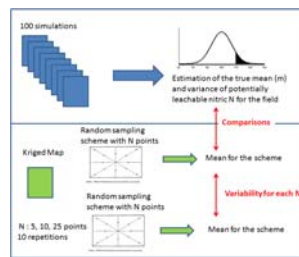 100 simulations
Estimation of the true mean (m)
and variance of potentially
leachable nitric N for the field
Comparisons
Kriged Map
Random sampling
scheme with N points
Mean for the scheme
Variability for each N
Random sampling
scheme with N points
N : 5, 10, 25 points
10 repetitions
Mean for the scheme